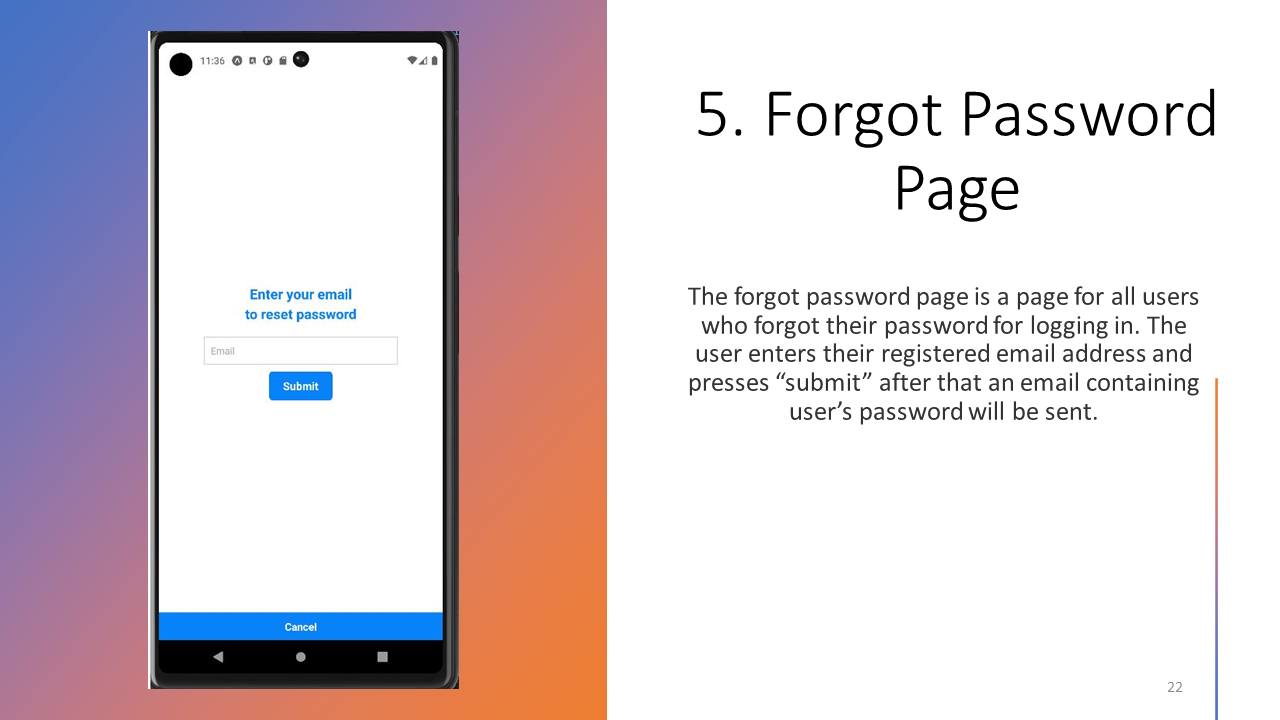 11:36
Enter your email
to reset password
Email
Submit
Cancel
5. Forgot Password
Page
The forgot password page is a page for all users
who forgot their password for logging in. The
user enters their registered email address and
presses “submit” after that an email containing
user’s password will be sent.
22